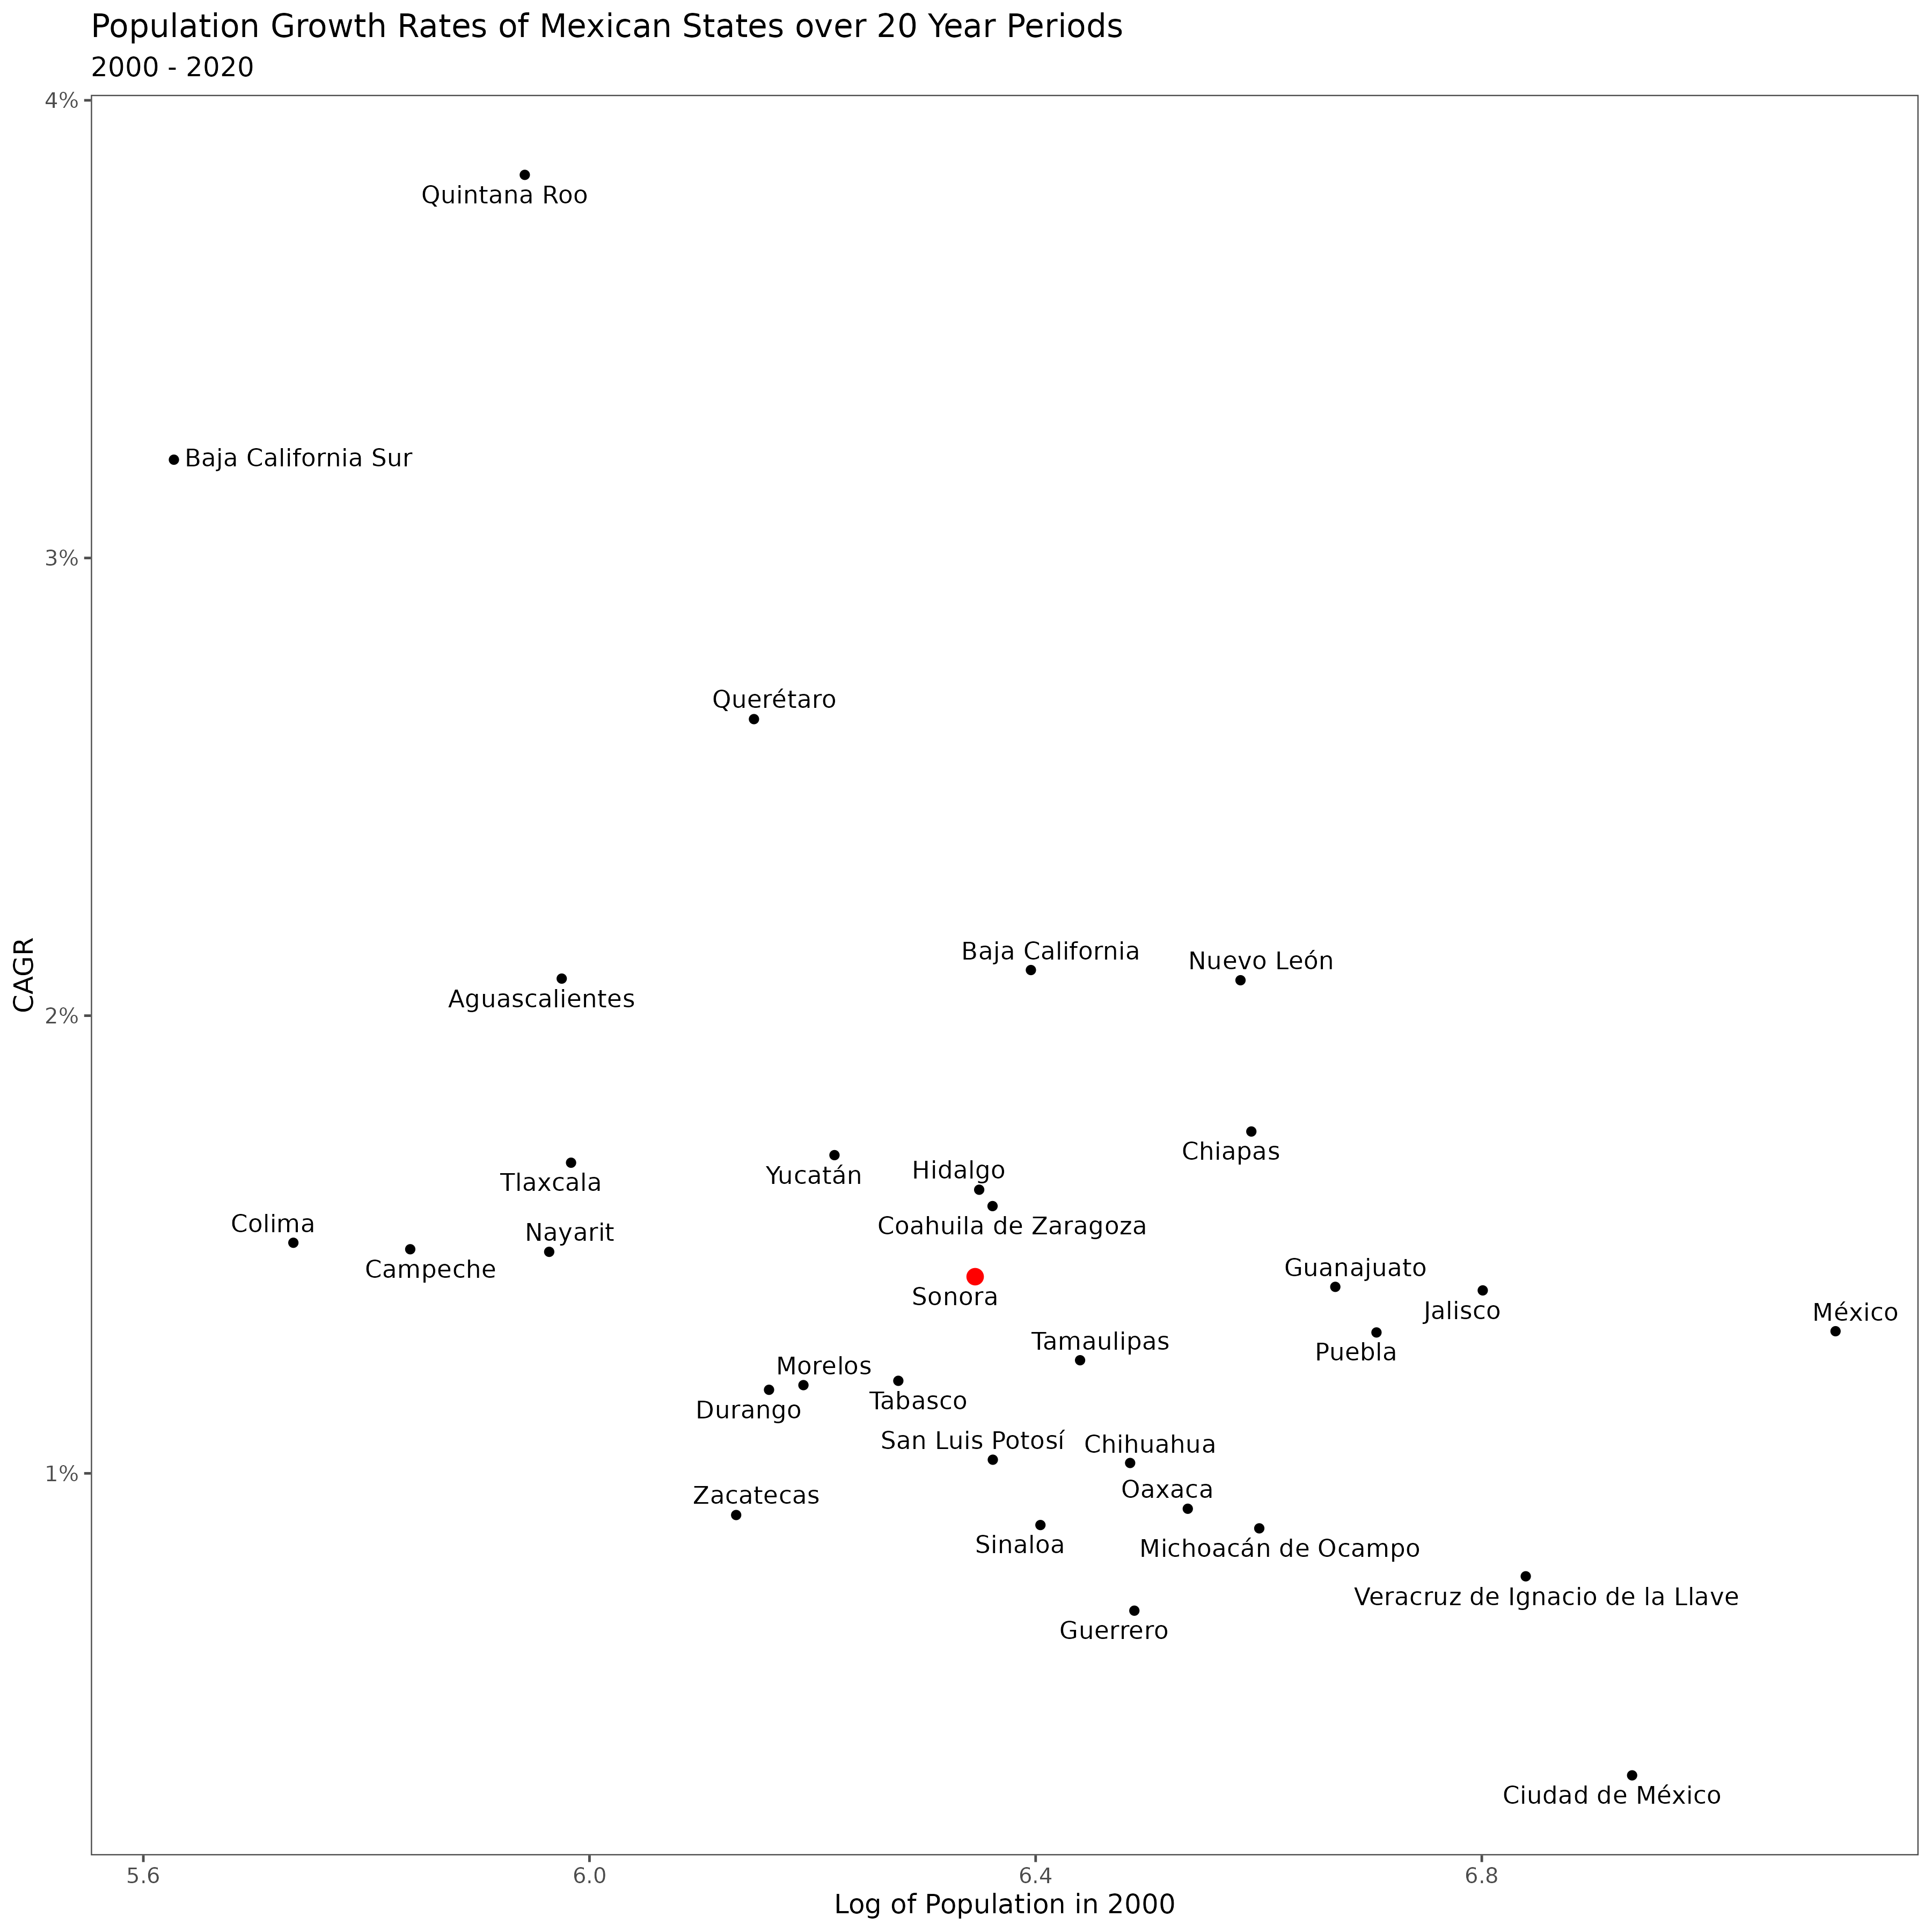 Population Growth Rates of Mexican States over 20 Year Periods
2000 - 2020
4%
Quintana Roo
Baja California Sur
3%
Querétaro
Baja California
Nuevo León
Aguascalientes
CAGR
2%
Chiapas
Hidalgo
Yucatán
Tlaxcala
Colima
Coahuila de Zaragoza
Nayarit
Campeche
Guanajuato
Sonora
Jalisco
México
Tamaulipas
Puebla
Morelos
Tabasco
Durango
San Luis Potosí
Chihuahua
1%
Oaxaca
Zacatecas
Sinaloa
Michoacán de Ocampo
Veracruz de Ignacio de la Llave
Guerrero
Ciudad de México
5.6 6.0 6.4 6.8
Log of Population in 2000